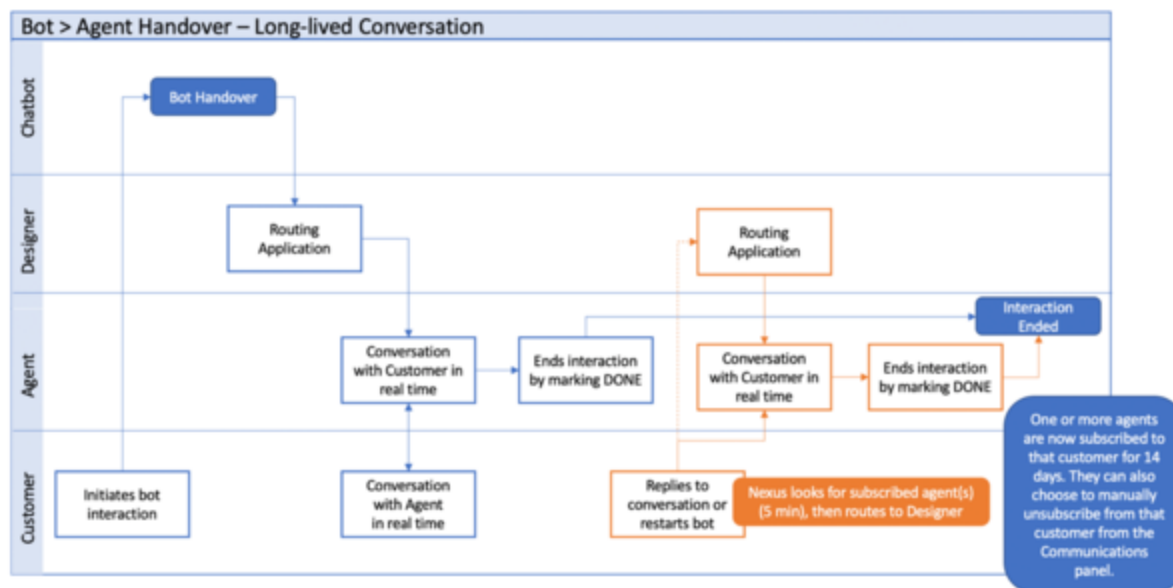 Bot > Agent Handover – Long-lived Conversation
Chatbot
Bot Handover
Designer
Routing
Application
Routing
Application
Agent
Conversation
with Customer in
real time
Ends interaction
by marking DONE
Conversation
with Customer in
real time
Ends interaction
by marking DONE
Interaction
Ended
Customer
Initiates bot
interaction
Conversation
with Agent
in real time
Replies to
conversation or
restarts bot
Nexus looks for subscribed agent(s)
(5 min), then routes to Designer
One or more agents
are now subscribed to
that customer for 14
days. They can also
choose to manually
unsubscribe from that
customer from the
Communications
panel.